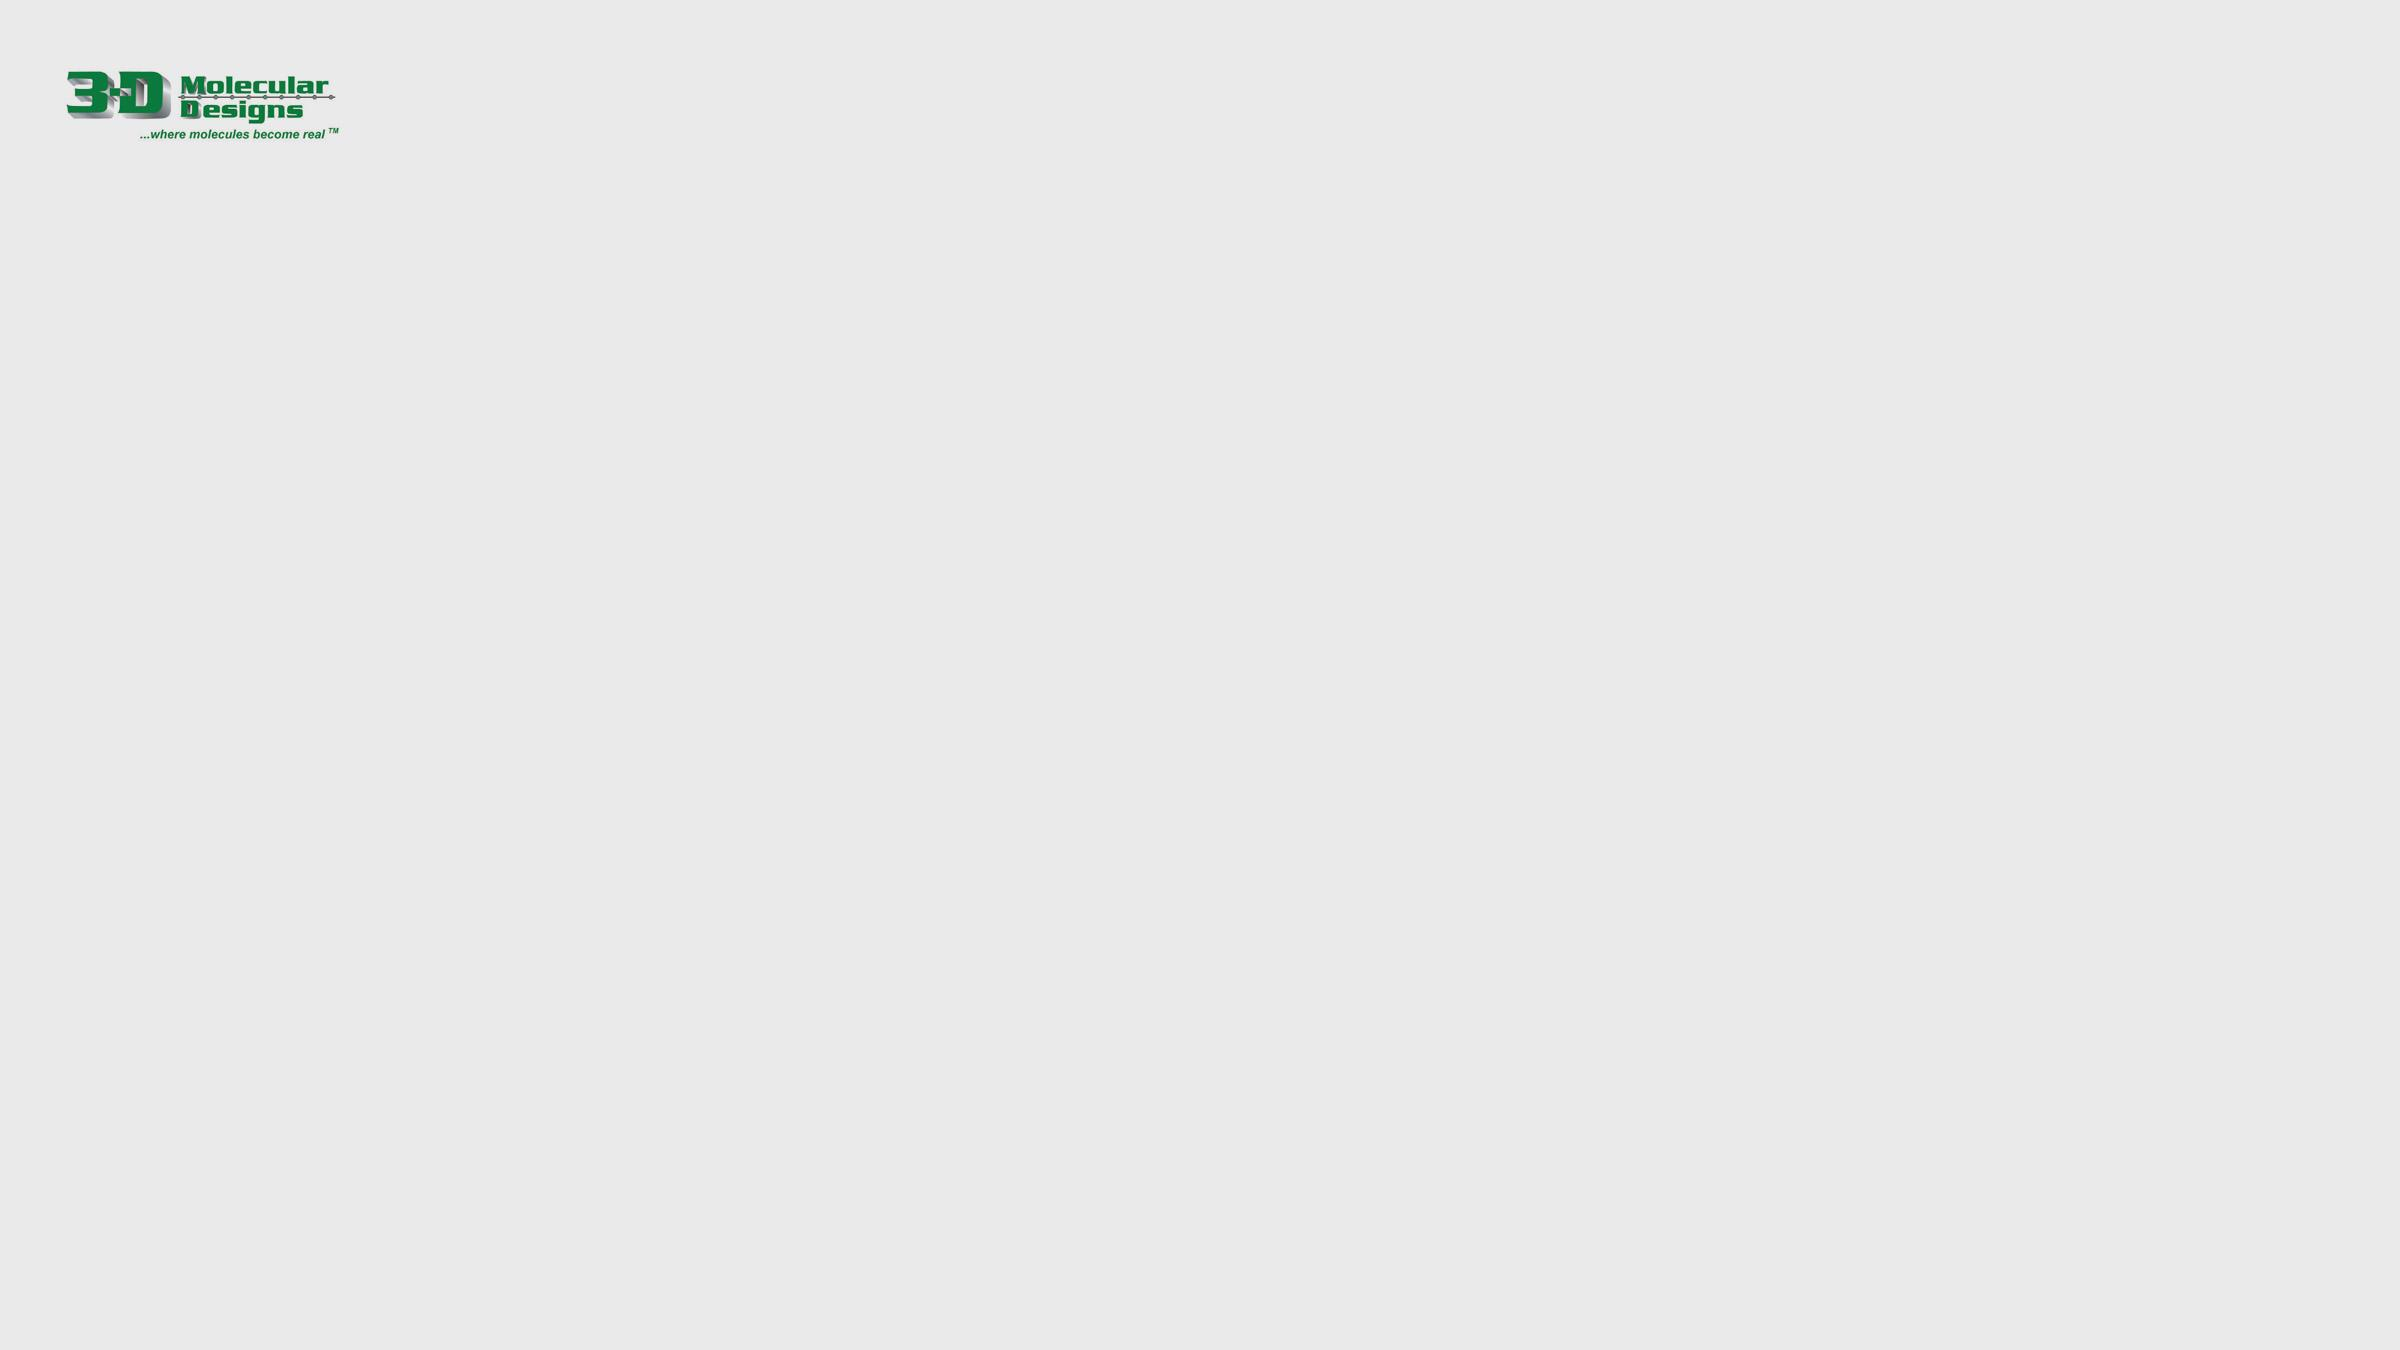 3-D Molecular
Designs
...where molecules become real ™